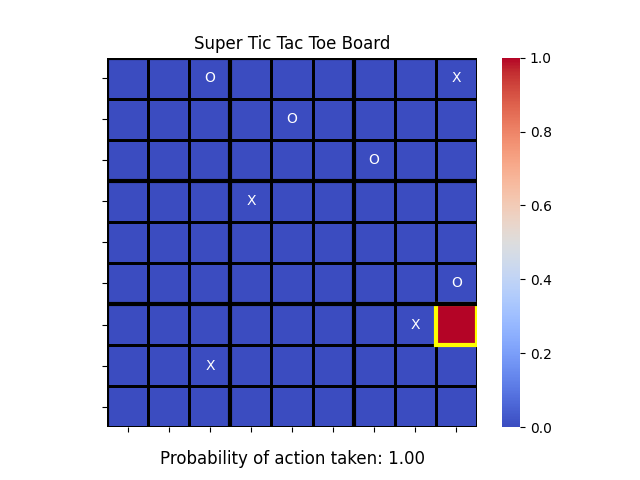 Super Tic Tac Toe Board
O X
O
O
X
O
X
X
1.0
0.8
0.6
0.4
0.2
0.0
Probability of action taken: 1.00